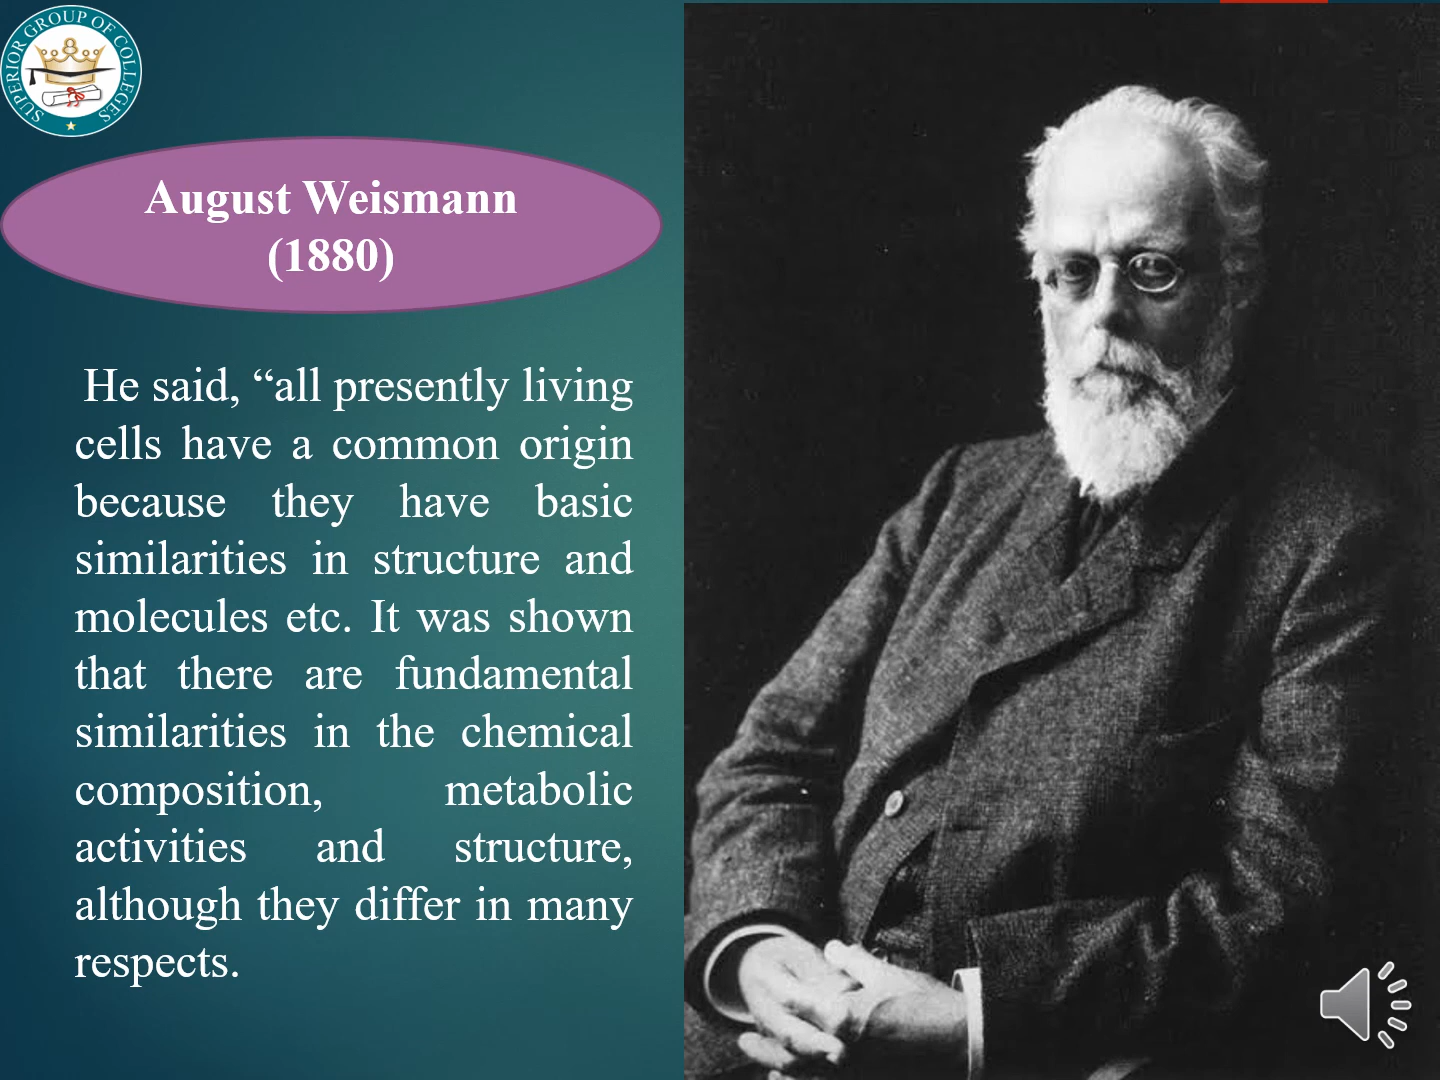 SUPERIOR GROUP OF COLLEGES
August Weismann
(1880)
He said, “all presently living
cells have a common origin
because they have basic
similarities in structure and
molecules etc. It was shown
that there are fundamental
similarities in the chemical
composition, metabolic
activities and structure,
although they differ in many
respects.